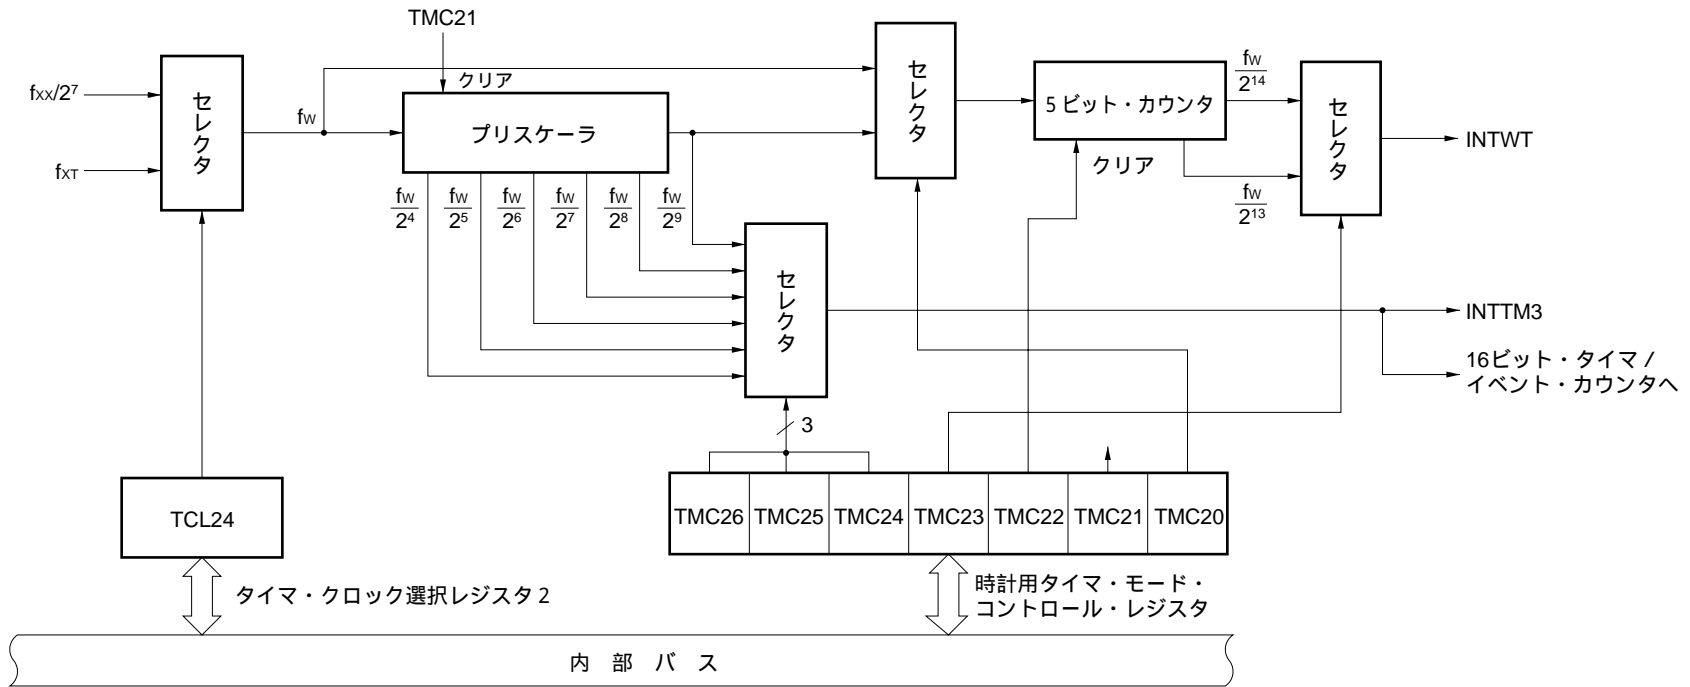 TMC21
クリア
fXX/2⁷
fXT
セレクタ
fW
プリスケーラ
fW/2⁴
fW/2⁵
fW/2⁶
fW/2⁷
fW/2⁸
fW/2⁹
セレクタ
5 ビット・カウンタ
クリア
fW/2¹⁴
fW/2¹³
セレクタ
INTWT
セレクタ
3
INTTM3
16ビット・タイマ /
イベント・カウンタへ
TCL24
TMC26 TMC25 TMC24 TMC23 TMC22 TMC21 TMC20
タイマ・クロック選択レジスタ 2
時計用タイマ・モード・
コントロール・レジスタ
内 部 バ ス